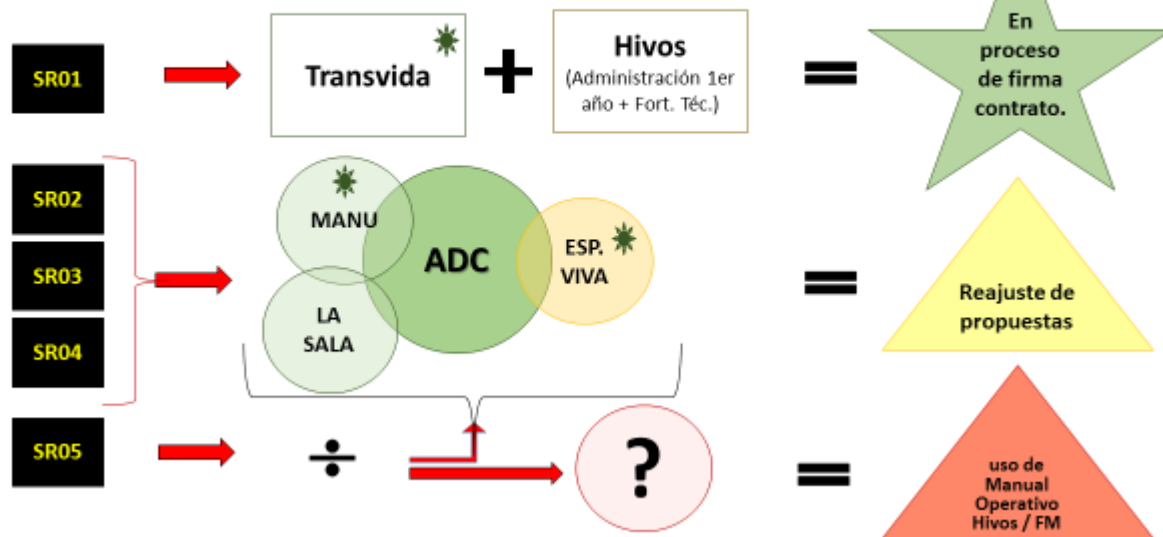 SR01
Transvida
+
Hivos
(Administración 1er
año + Fort. Téc.)
=
En
proceso
de firma
contrato.
SR02
SR03
SR04
MANU
LA
SALA
ADC
ESP.
VIVA
=
Reajuste de
propuestas
SR05
÷
?
=
uso de
Manual
Operativo
Hivos / FM